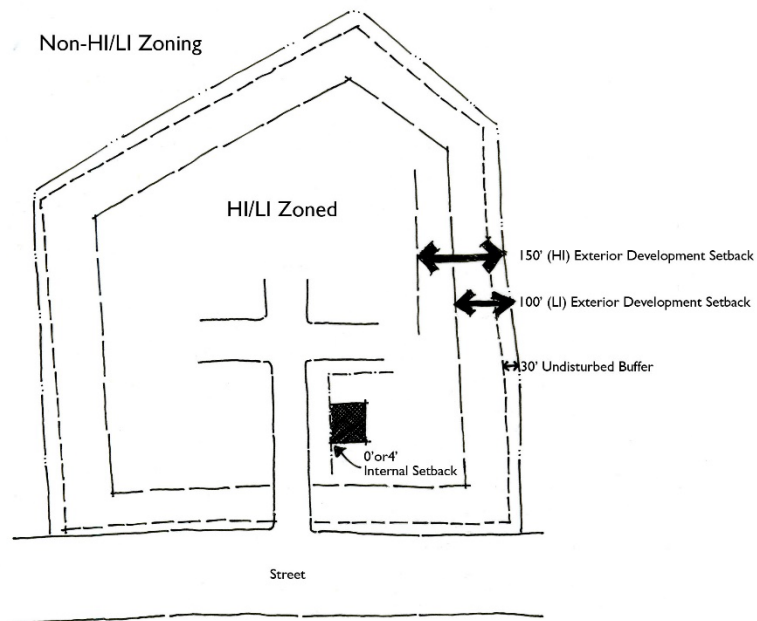 Non-HI/LI Zoning
HI/LI Zoned
150' (HI) Exterior Development Setback
100' (LI) Exterior Development Setback
30' Undisturbed Buffer
0'or4'
Internal Setback
Street